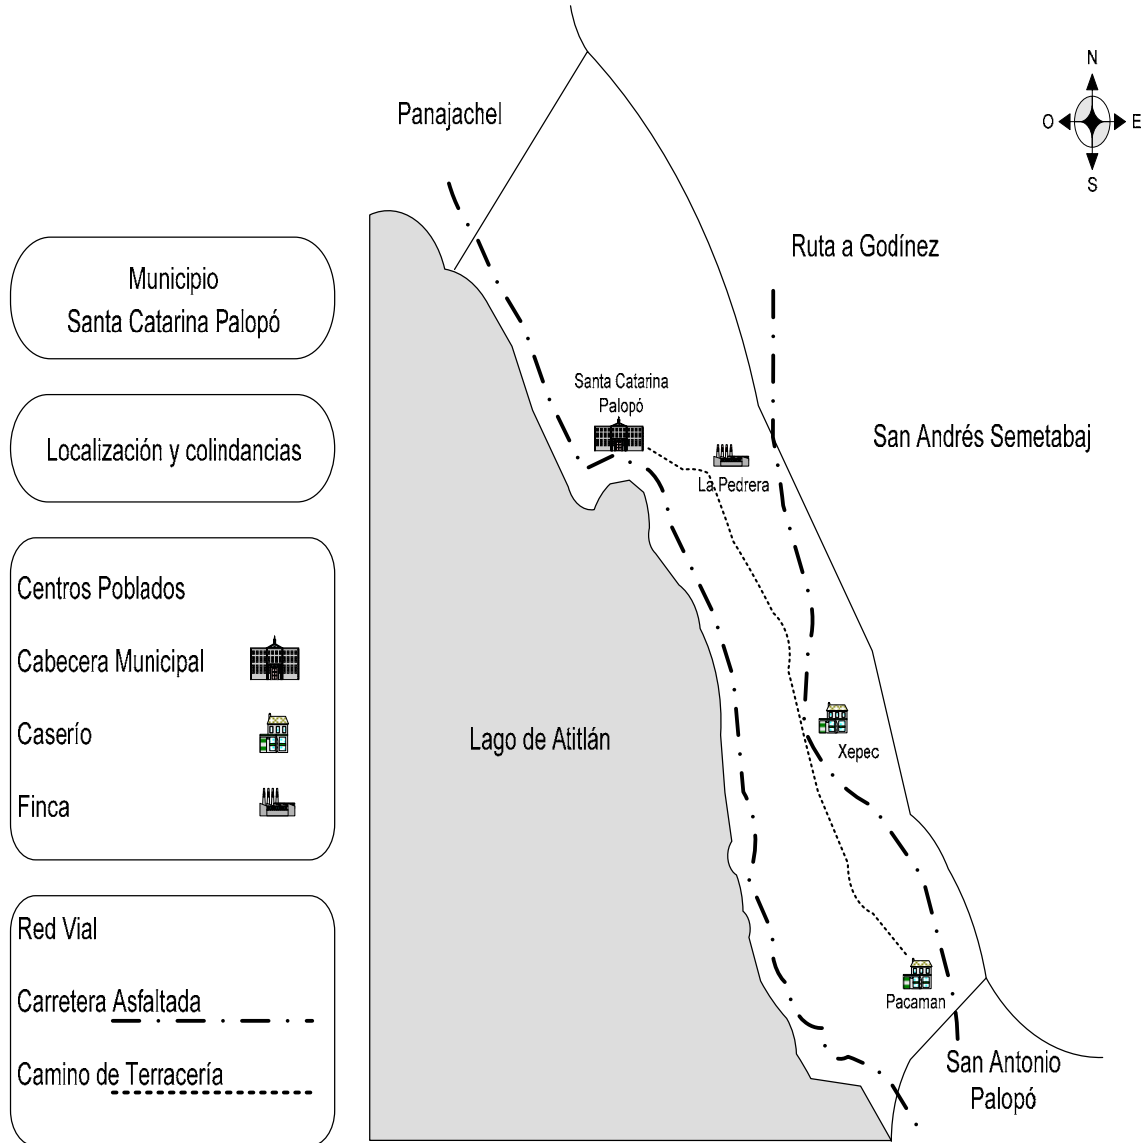 Municipio
Santa Catarina Palopó
Localización y colindancias
Centros Poblados
Cabecera Municipal
Caserío
Finca
Red Vial
Carretera Asfaltada
Camino de Terracería
Panajachel
N
O
E
S
Ruta a Godínez
Santa Catarina
Palopó
La Pedrera
San Andrés Semetabaj
Lago de Atitlán
Xepec
Pacaman
San Antonio
Palopó